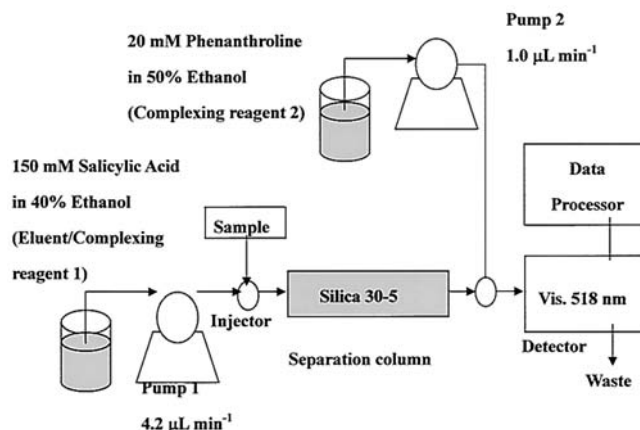 20 mM Phenanthroline
in 50% Ethanol
(Complexing reagent 2)
Pump 2
1.0 µL min⁻¹
150 mM Salicylic Acid
in 40% Ethanol
(Eluent/Complexing
reagent 1)
Sample
Data
Processor
Injector
Silica 30-5
Vis. 518 nm
Separation column
Detector
Waste
Pump 1
4.2 µL min⁻¹